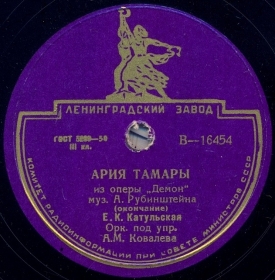 ЛЕНИНГРАДСКИЙ ЗАВОД
ГОСТ 5289-50
III кл.
В—16454
АРИЯ ТАМАРЫ
из оперы „Демон“
муз. А. Рубинштейна
(окончание)
Е. К. Катульская
Орк. под упр.
А.М. Ковалева
КОМИТЕТ РАДИОИНФОРМАЦИИ ПРИ СОВЕТЕ МИНИСТРОВ